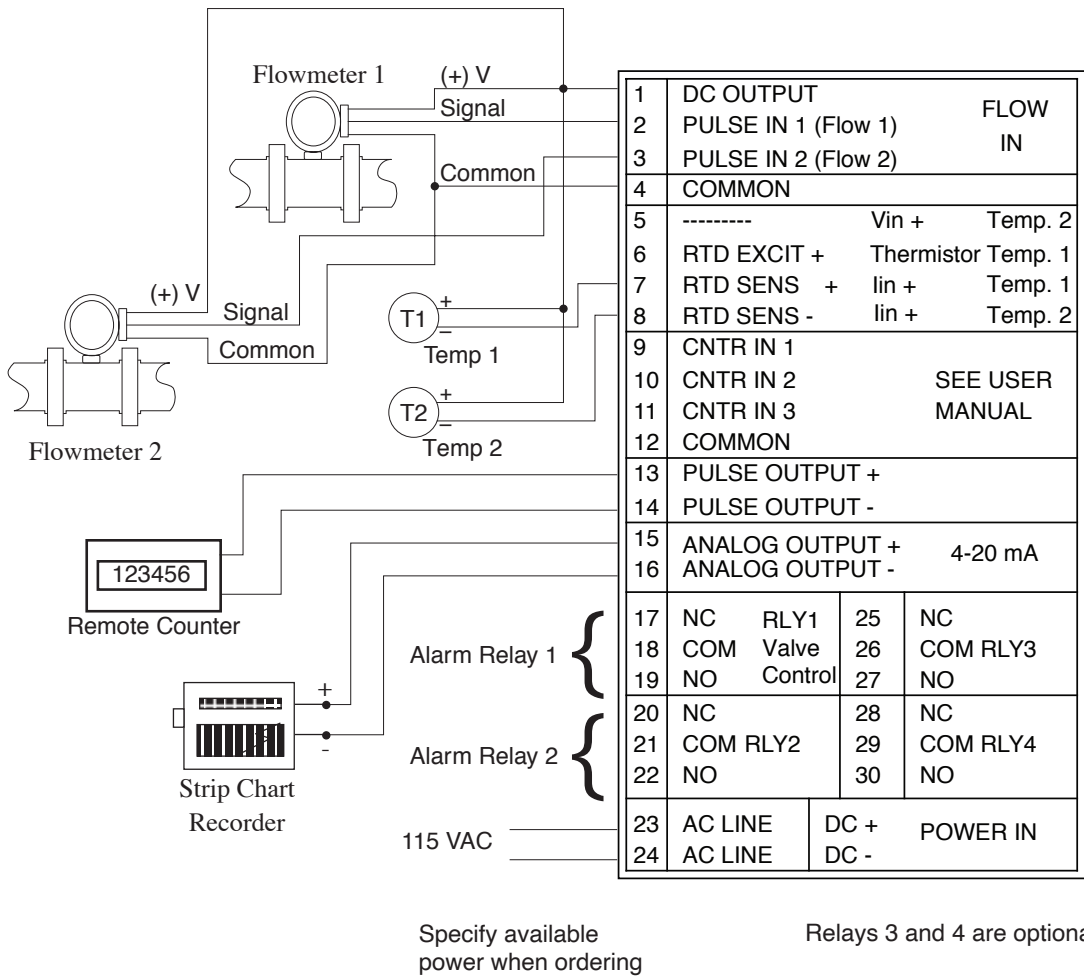 Flowmeter 1
(+) V
Signal
Common
(+) V
Signal
Common
Flowmeter 2
T1
+
–
Temp 1
T2
+
–
Temp 2
123456
Remote Counter
+
-
Strip Chart
Recorder
Alarm Relay 1 {
Alarm Relay 2 {
115 VAC
1 DC OUTPUT
2 PULSE IN 1 (Flow 1)
3 PULSE IN 2 (Flow 2)
FLOW
IN
4 COMMON
5 --------- Vin + Temp. 2
6 RTD EXCIT + Thermistor Temp. 1
7 RTD SENS + Iin + Temp. 1
8 RTD SENS - Iin + Temp. 2
9 CNTR IN 1
10 CNTR IN 2
11 CNTR IN 3
12 COMMON
SEE USER
MANUAL
13 PULSE OUTPUT +
14 PULSE OUTPUT -
15 ANALOG OUTPUT +
16 ANALOG OUTPUT -
4-20 mA
17 NC RLY1 25 NC
18 COM Valve 26 COM RLY3
19 NO Control 27 NO
20 NC 28 NC
21 COM RLY2 29 COM RLY4
22 NO 30 NO
23 AC LINE DC +
24 AC LINE DC -
POWER IN
Specify available
power when ordering
Relays 3 and 4 are optiona